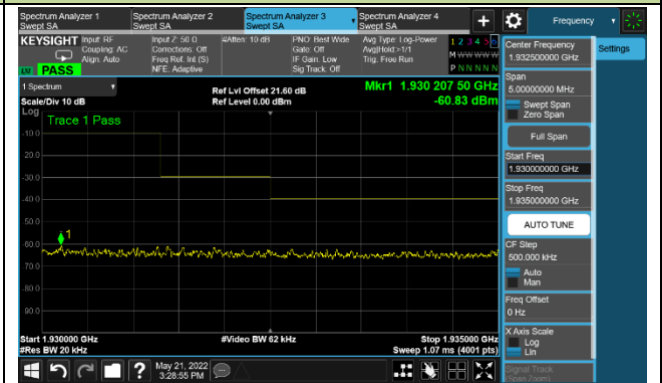 Spectrum Analyzer 1
Swept SA
Spectrum Analyzer 2
Swept SA
Spectrum Analyzer 3
Swept SA
Spectrum Analyzer 4
Swept SA
+
Frequency
KEYSIGHT
Input: RF
Coupling: AC
Align: Auto
Input Z: 50 Ω
Corrections: Off
Freq Ref: Int (S)
NFE: Adaptive
#Atten: 10 dB
PNO: Best Wide
Gate: Off
IF Gain: Low
Sig Track: Off
Avg Type: Log-Power
Avg|Hold:>1/1
Trig: Free Run
1 2 3 4 5 6
M W W W W W
P N N N N N
PASS
1 Spectrum
Scale/Div 10 dB
Ref Lvl Offset 21.60 dB
Ref Level 0.00 dBm
Mkr1 1.930 207 50 GHz
-60.83 dBm
Log
Trace 1 Pass
-10.0
-20.0
-30.0
-40.0
-50.0
-60.0
-70.0
-80.0
-90.0
1
Start 1.930000 GHz
#Res BW 20 kHz
#Video BW 62 kHz
Stop 1.935000 GHz
Sweep 1.07 ms (4001 pts)
May 21, 2022
3:28:55 PM
Center Frequency
1.932500000 GHz
Settings
Span
5.00000000 MHz
Swept Span
Zero Span
Full Span
Start Freq
1.930000000 GHz
Stop Freq
1.935000000 GHz
AUTO TUNE
CF Step
500.000 kHz
Auto
Man
Freq Offset
0 Hz
X Axis Scale
Log
Lin
Signal Track
(Span Zoom)